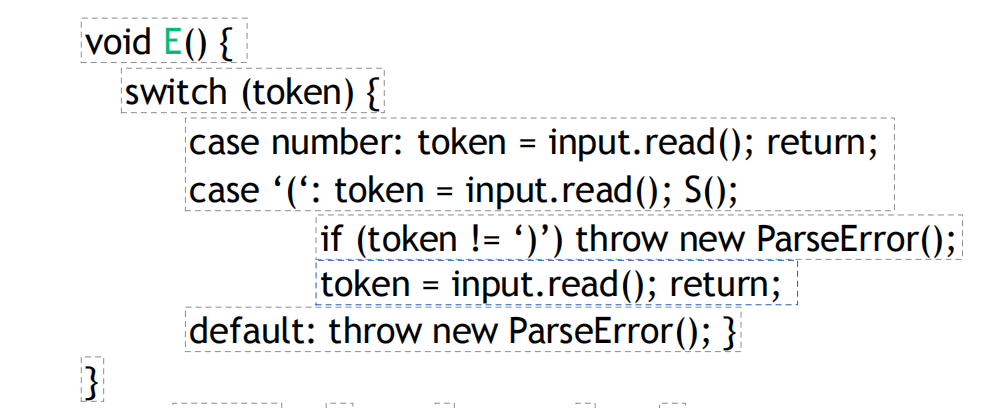 void E() {
switch (token) {
case number: token = input.read(); return;
case ‘(‘: token = input.read(); S();
if (token != ‘)’) throw new ParseError();
token = input.read(); return;
default: throw new ParseError(); }
}